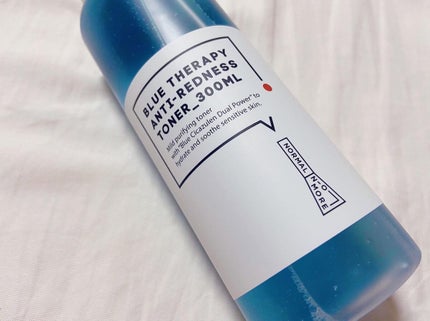 BLUE THERAPY
ANTI-REDNESS
TONER_300ML
Mild purifying toner
with "Blue Cicazulen Dual Power" to
hydrate and soothe sensitive skin.
NORMAL
NO
MORE